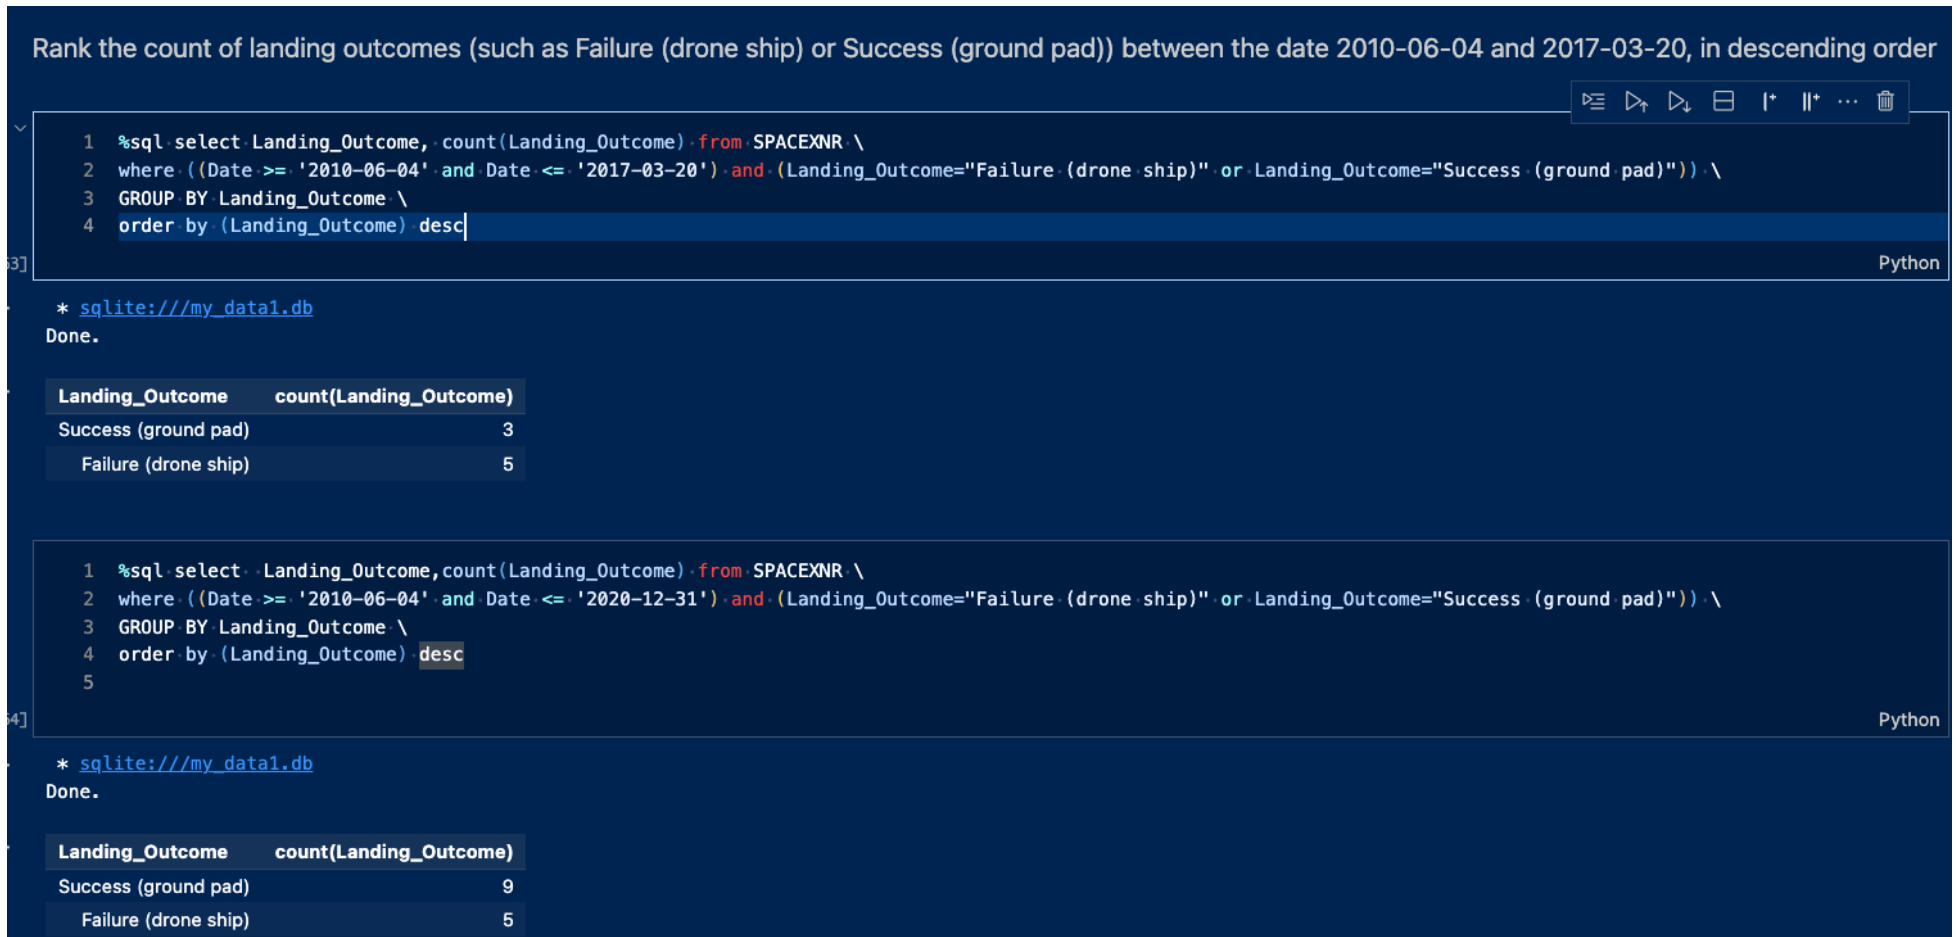 Rank the count of landing outcomes (such as Failure (drone ship) or Success (ground pad)) between the date 2010-06-04 and 2017-03-20, in descending order
1 %sql select Landing_Outcome, count(Landing_Outcome) from SPACEXNR \
2 where ((Date >= '2010-06-04' and Date <= '2017-03-20') and (Landing_Outcome="Failure (drone ship)" or Landing_Outcome="Success (ground pad)")) \
3 GROUP BY Landing_Outcome \
4 order by (Landing_Outcome) desc
53]
Python
* sqlite:///my_data1.db
Done.
Landing_Outcome count(Landing_Outcome)
Success (ground pad) 3
Failure (drone ship) 5
1 %sql select  Landing_Outcome,count(Landing_Outcome) from SPACEXNR \
2 where ((Date >= '2010-06-04' and Date <= '2020-12-31') and (Landing_Outcome="Failure (drone ship)" or Landing_Outcome="Success (ground pad)")) \
3 GROUP BY Landing_Outcome \
4 order by (Landing_Outcome) desc
5
54]
Python
* sqlite:///my_data1.db
Done.
Landing_Outcome count(Landing_Outcome)
Success (ground pad) 9
Failure (drone ship) 5